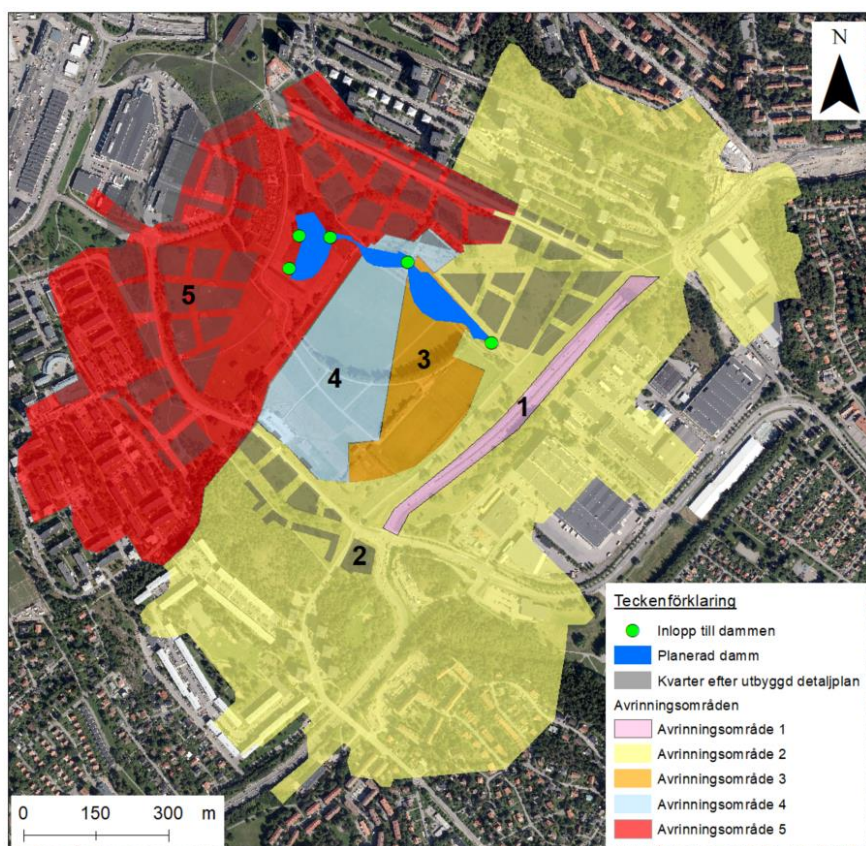 N
5
4
3
1
2
Teckenförklaring
Inlopp till dammen
Planerad damm
Kvarter efter utbyggd detaljplan
Avrinningsområden
Avrinningsområde 1
Avrinningsområde 2
Avrinningsområde 3
Avrinningsområde 4
Avrinningsområde 5
0 150 300 m